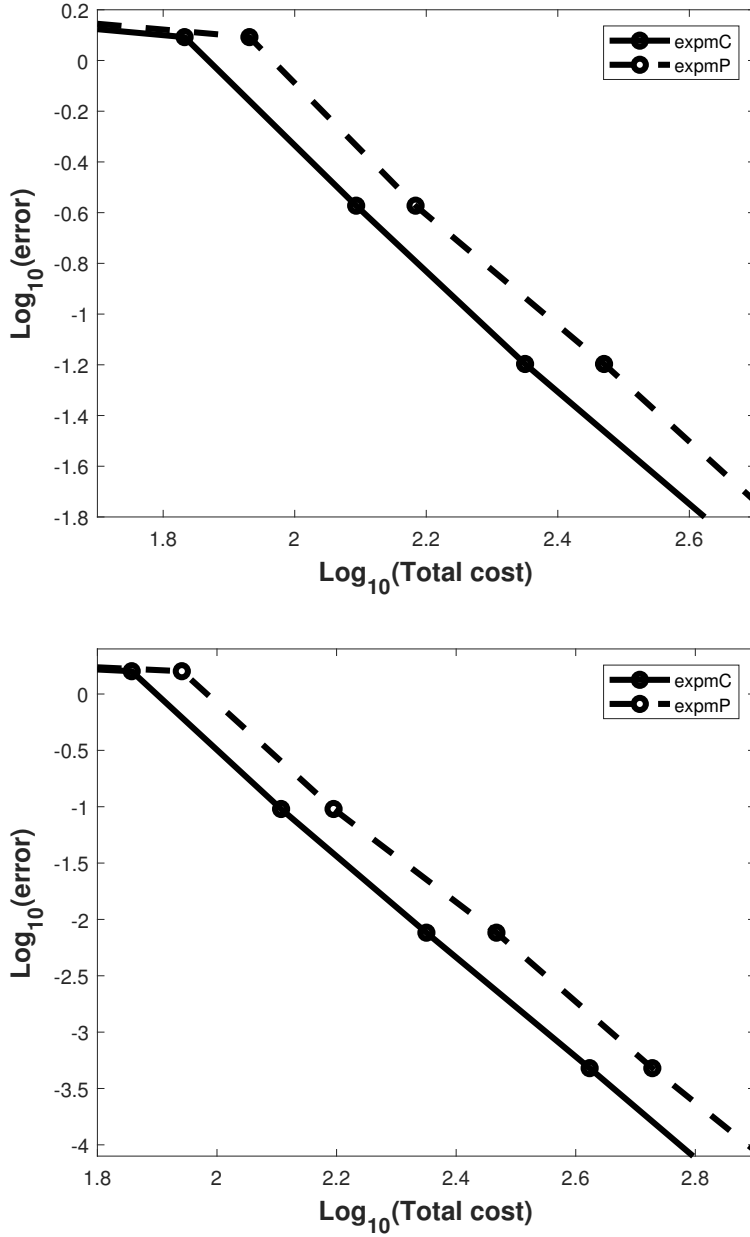 0.2
0
-0.2
-0.4
-0.6
-0.8
-1
-1.2
-1.4
-1.6
-1.8
Log10(error)
expmC
expmP
1.8 2 2.2 2.4 2.6
Log10(Total cost)
0
-0.5
-1
-1.5
-2
-2.5
-3
-3.5
-4
Log10(error)
expmC
expmP
1.8 2 2.2 2.4 2.6 2.8
Log10(Total cost)